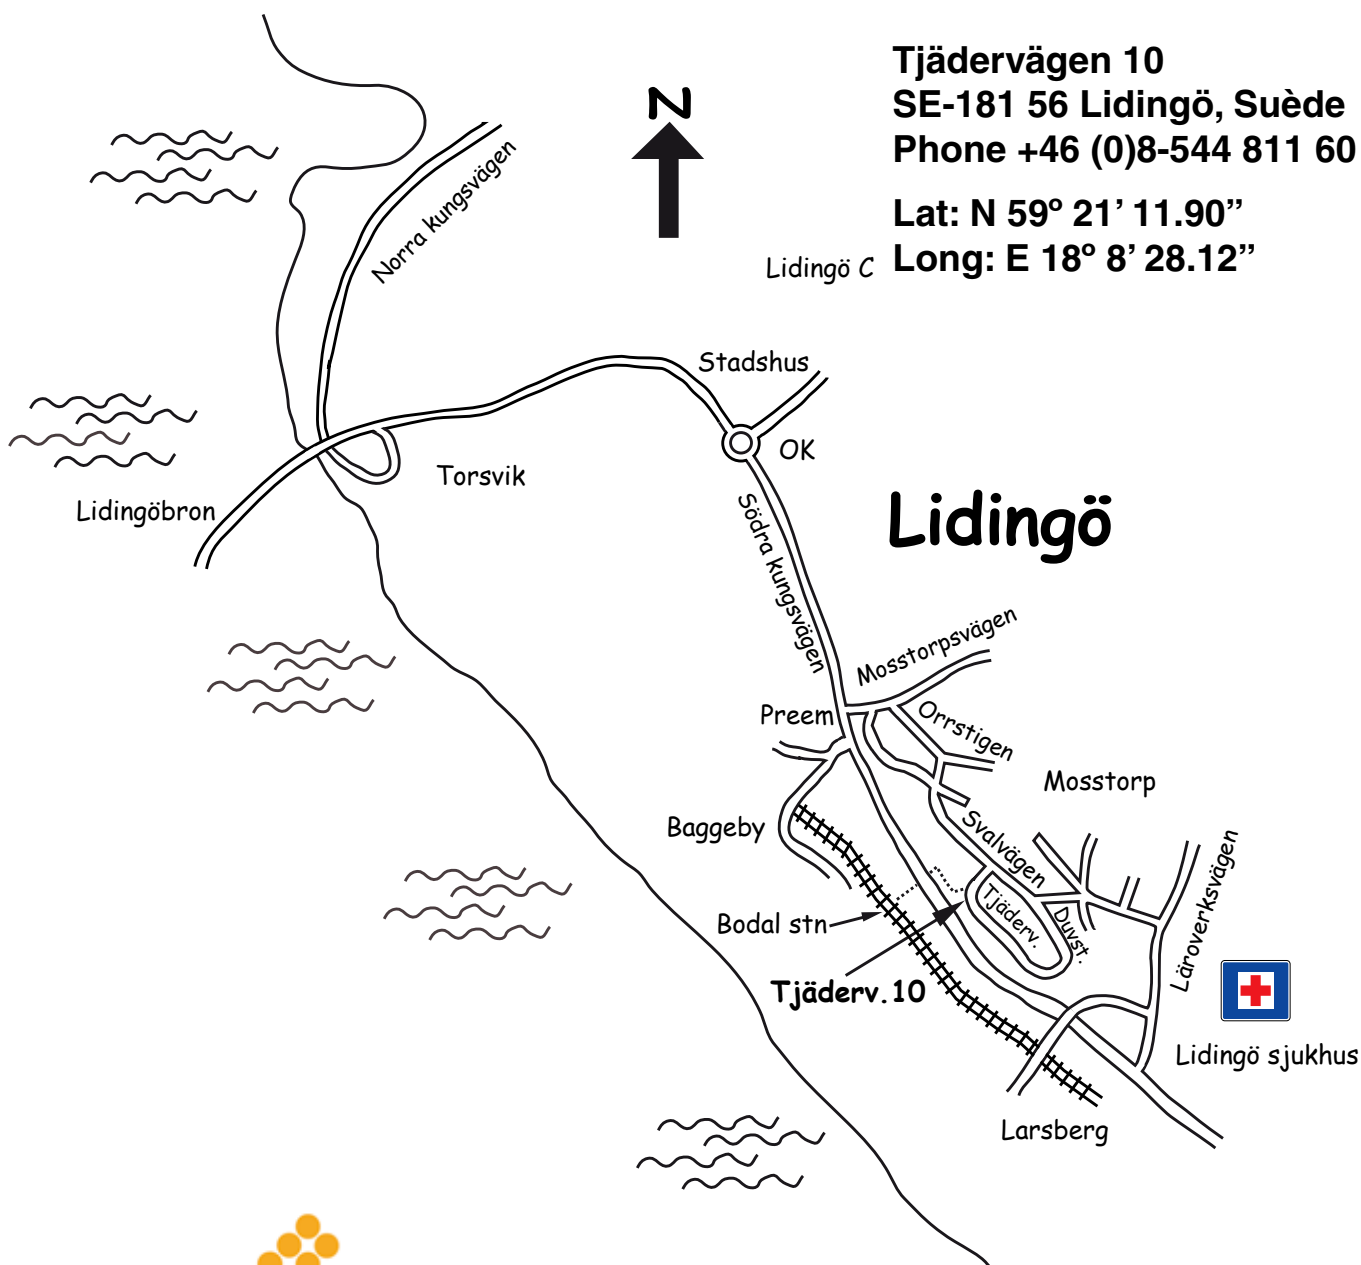 Tjädervägen 10
SE-181 56 Lidingö, Suède
Phone +46 (0)8-544 811 60
Lat: N 59º 21’ 11.90”
Long: E 18º 8’ 28.12”
N
Norra kungsvägen
Lidingö C
Stadshus
OK
Torsvik
Lidingöbron
Lidingö
Södra kungsvägen
Mosstorpsvägen
Preem
Orrstigen
Mosstorp
Baggeby
Svalvägen
Läroverksvägen
Tjäderv.
Duvst.
Bodal stn
Tjäderv.10
Lidingö sjukhus
Larsberg